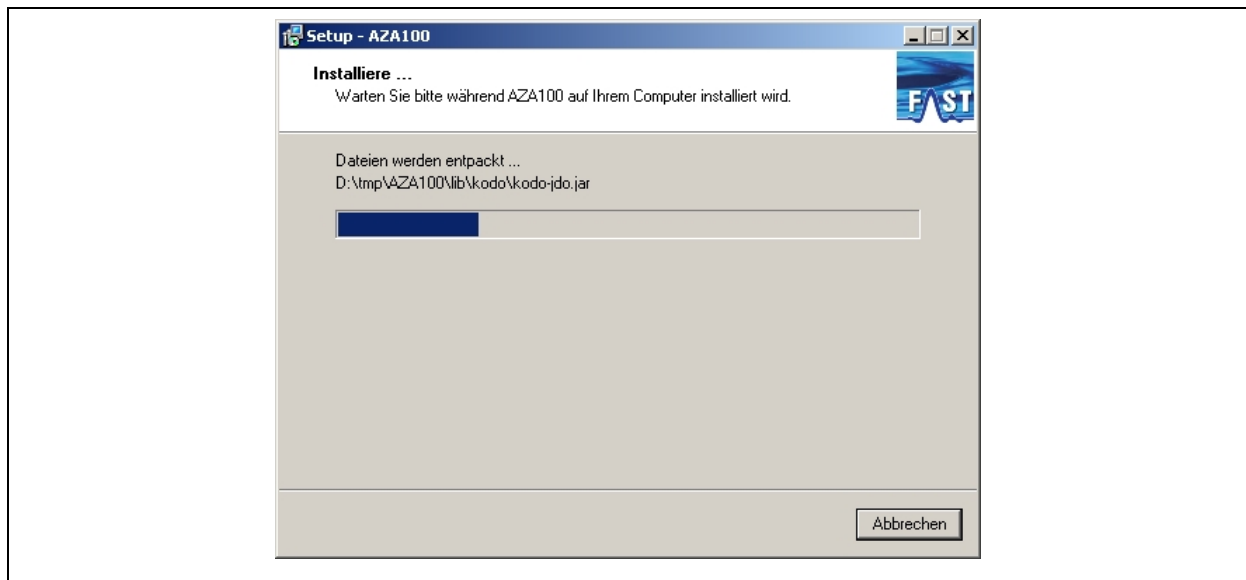 Setup - AZA100
Installiere ...
Warten Sie bitte während AZA100 auf Ihrem Computer installiert wird.
FAST
Dateien werden entpackt ...
D:\tmp\AZA100\lib\kodo\kodo-jdo.jar
Abbrechen